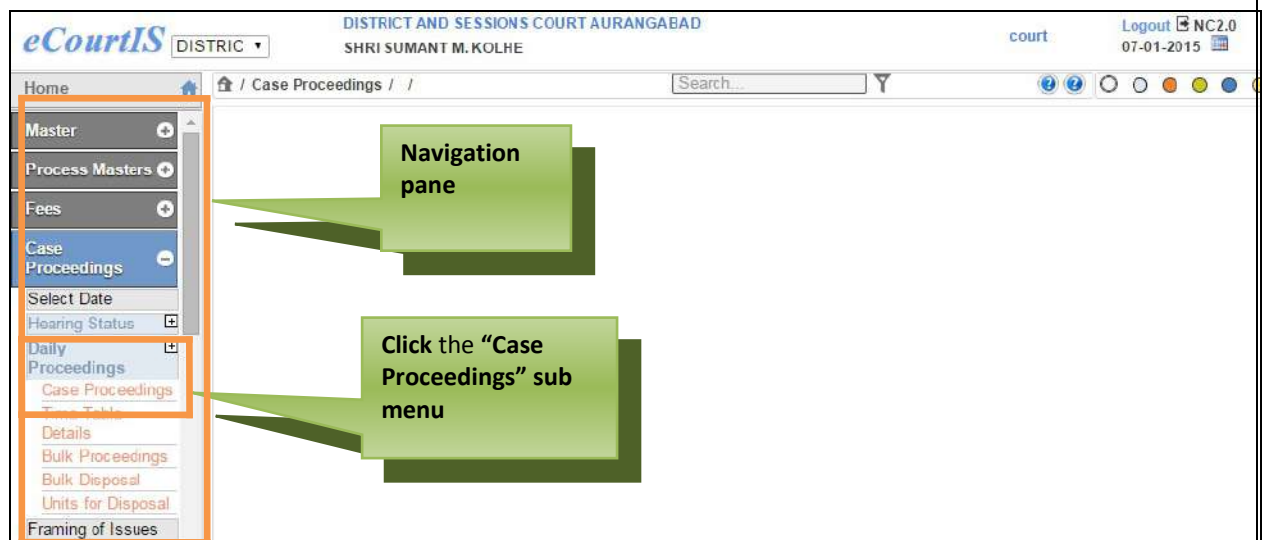 eCourtIS DISTRIC
DISTRICT AND SESSIONS COURT AURANGABAD
SHRI SUMANT M. KOLHE
court
Logout NC2.0
07-01-2015
Home
/ Case Proceedings / /
Search...
Master
Process Masters
Fees
Case
Proceedings
Select Date
Hearing Status
Daily
Proceedings
Case Proceedings
Time Table
Details
Bulk Proceedings
Bulk Disposal
Units for Disposal
Framing of Issues
Navigation
pane
Click the “Case
Proceedings” sub
menu